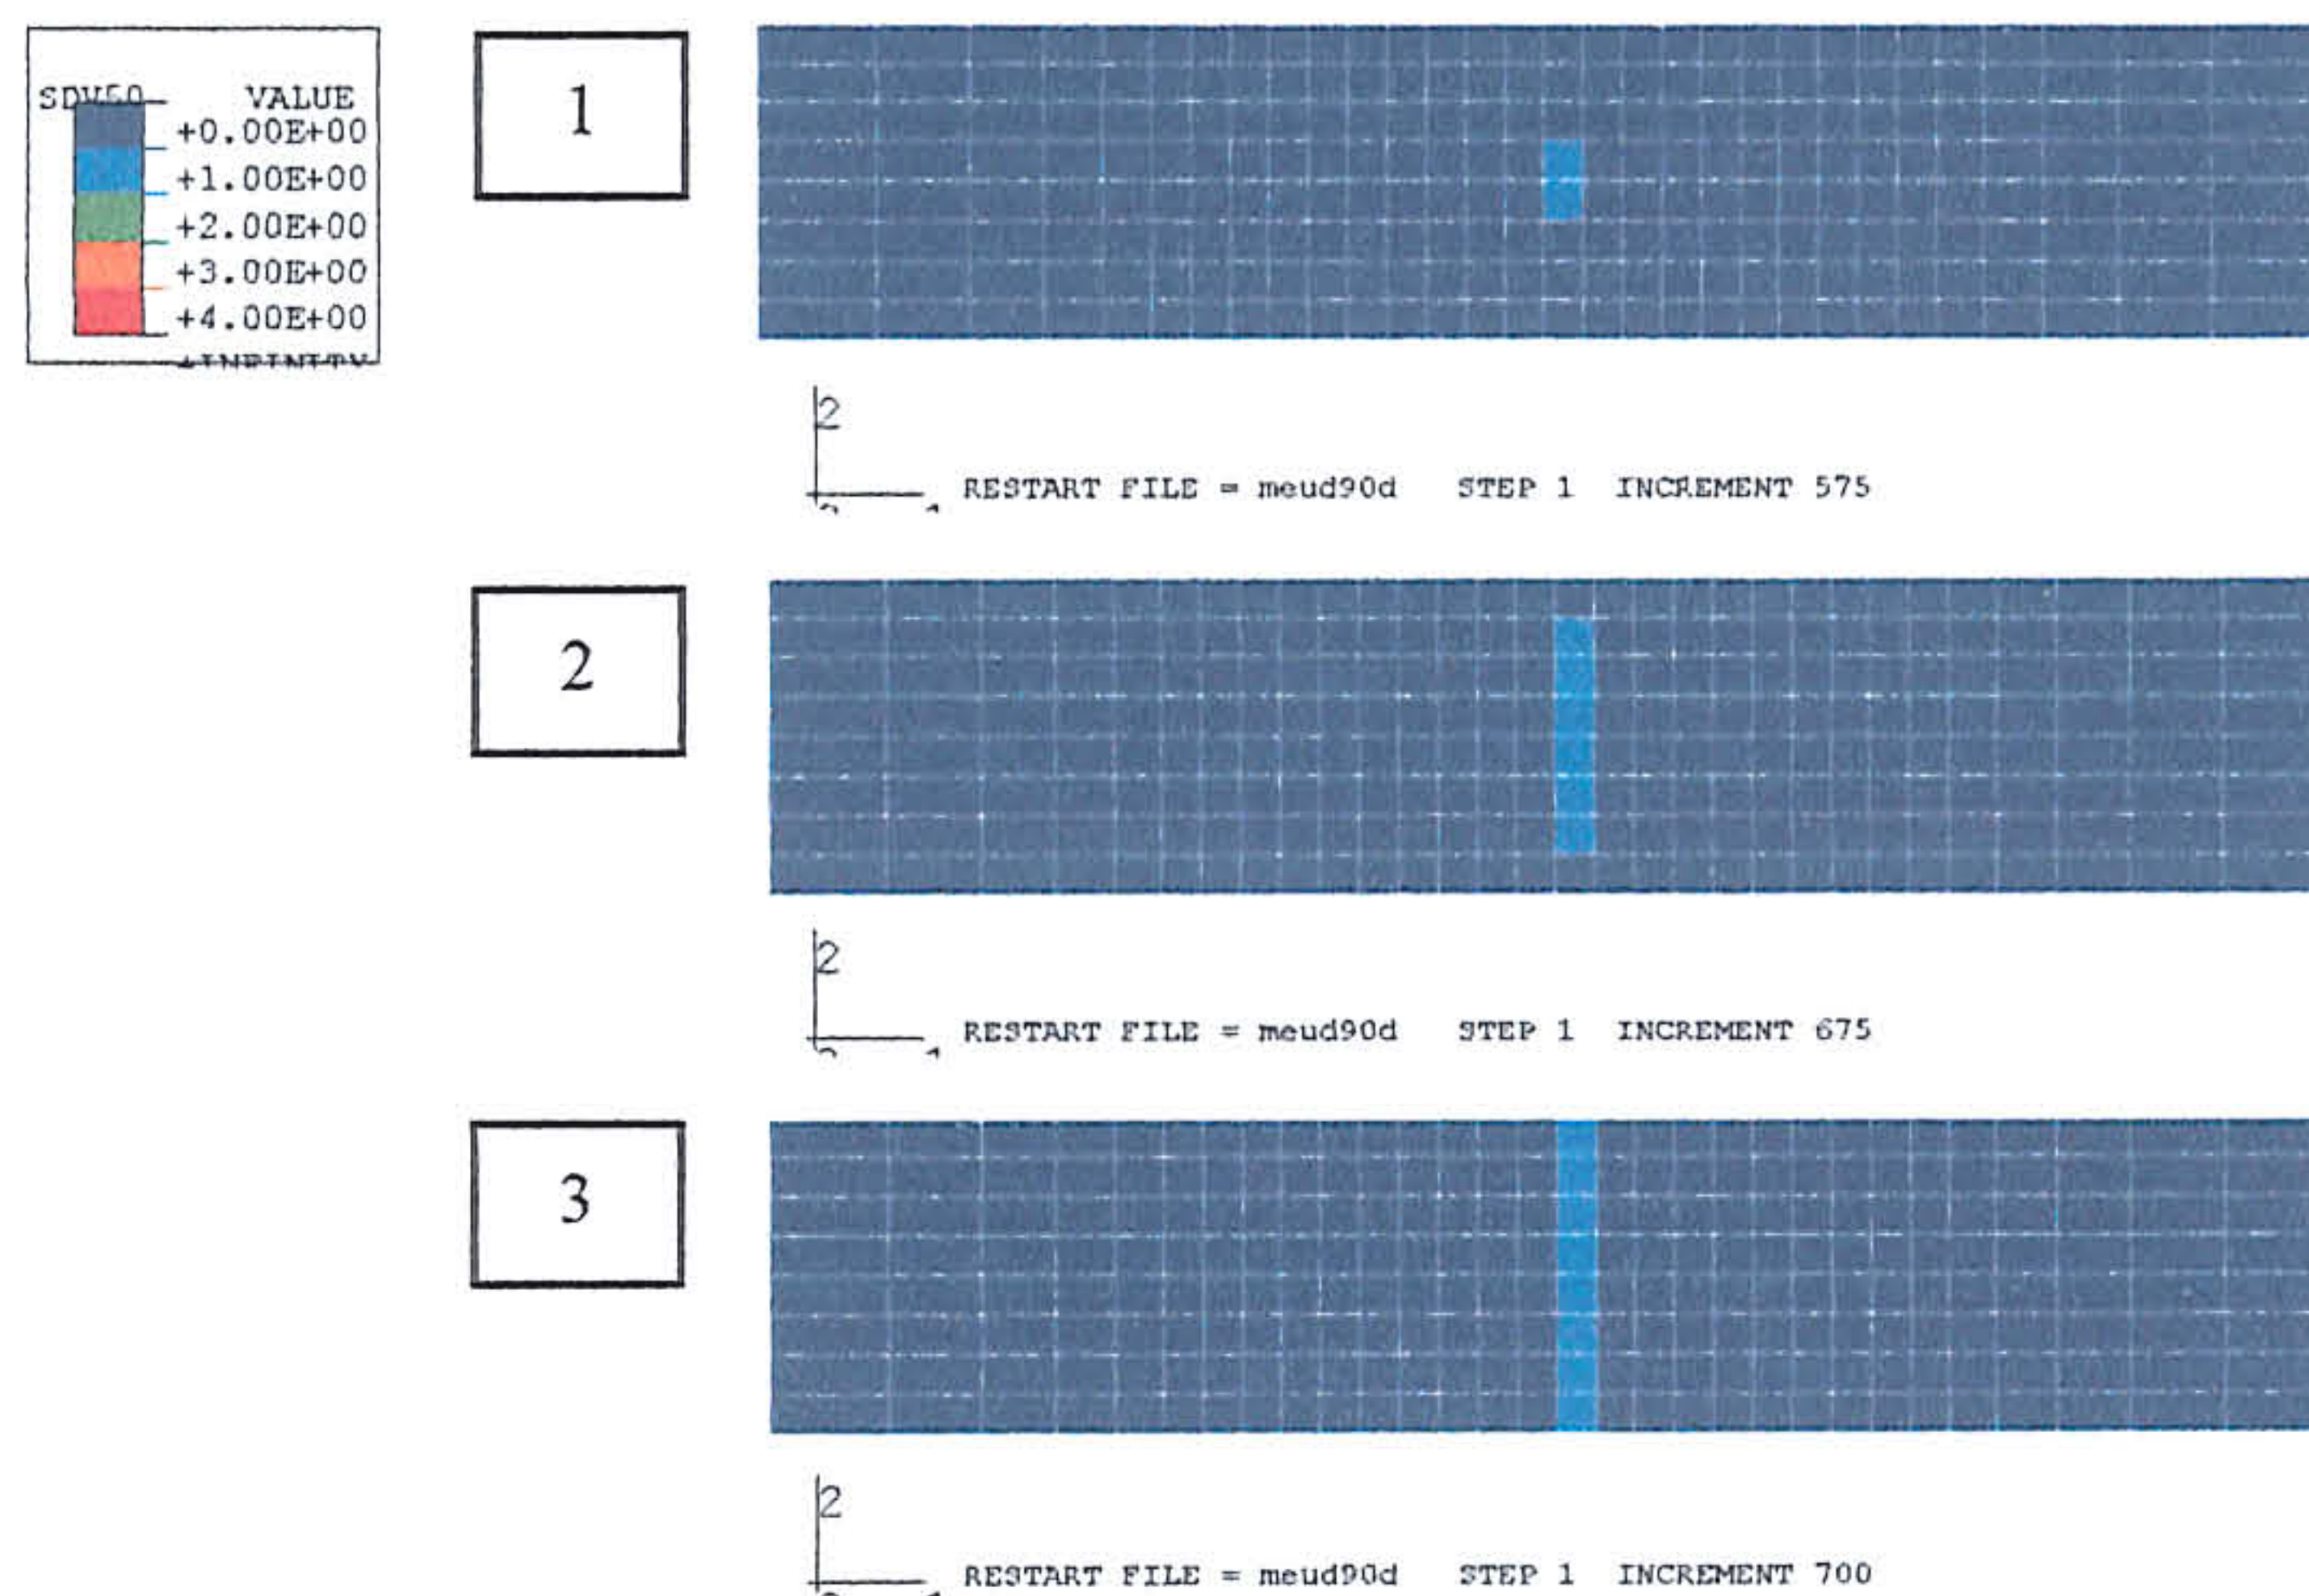 SDV50 VALUE
+0.00E+00
+1.00E+00
+2.00E+00
+3.00E+00
+4.00E+00
+INFINITY
1
2
RESTART FILE = meud90d STEP 1 INCREMENT 575
2
2
RESTART FILE = meud90d STEP 1 INCREMENT 675
3
2
RESTART FILE = meud90d STEP 1 INCREMENT 700